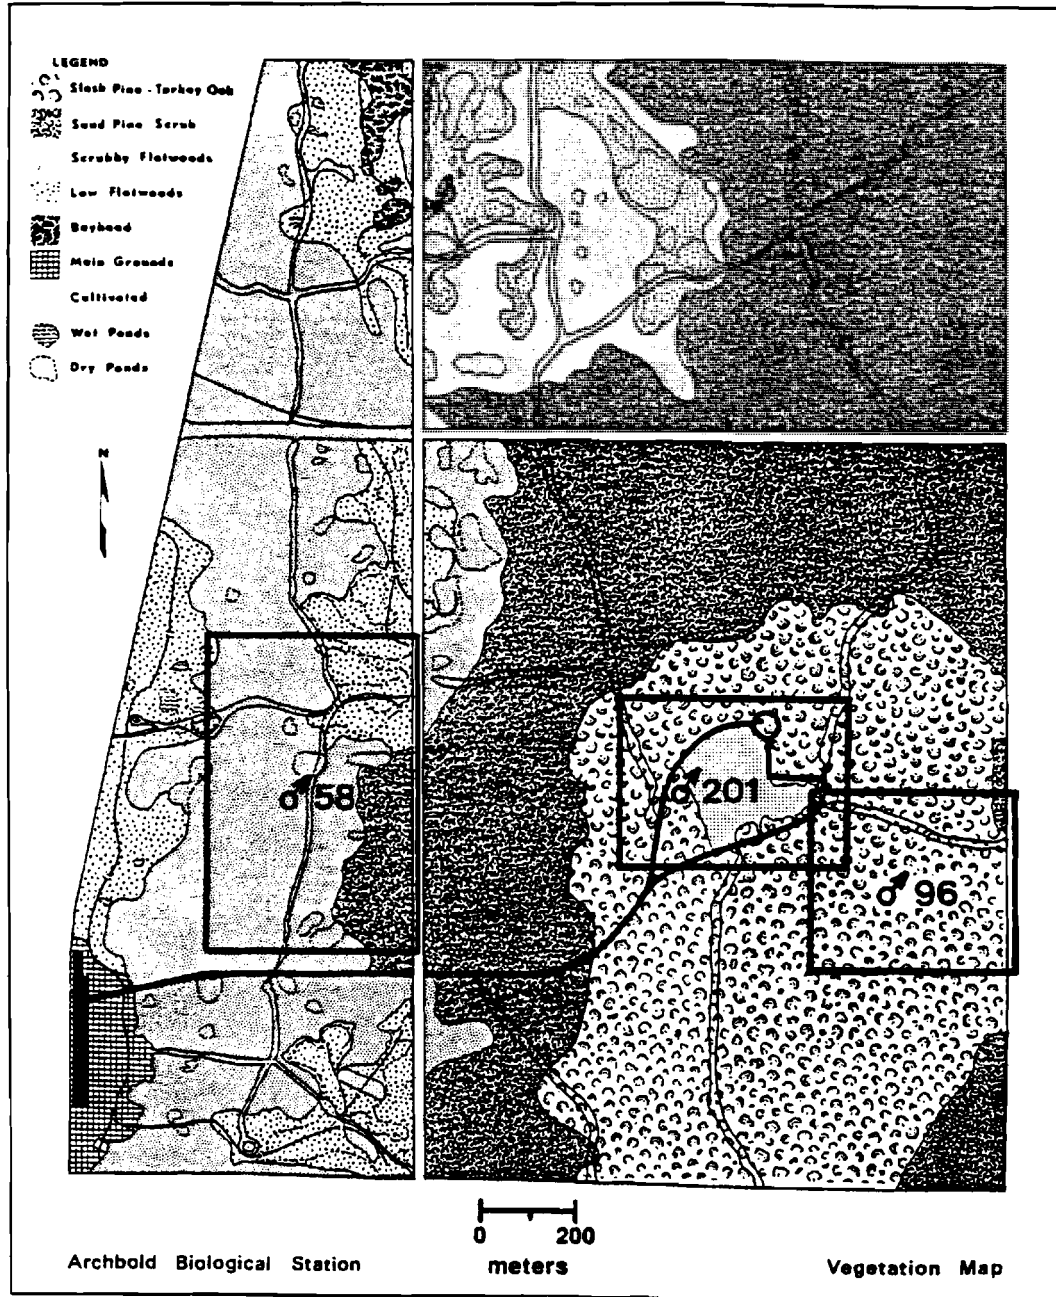 LEGEND
Slash Pine - Turkey Oak
Sand Pine Scrub
Scrubby Flatwoods
Low Flatwoods
Bayhead
Main Grounds
Cultivated
Wet Ponds
Dry Ponds
N
♂ 58
♂ 201
♂ 96
0 200
meters
Archbold Biological Station
Vegetation Map